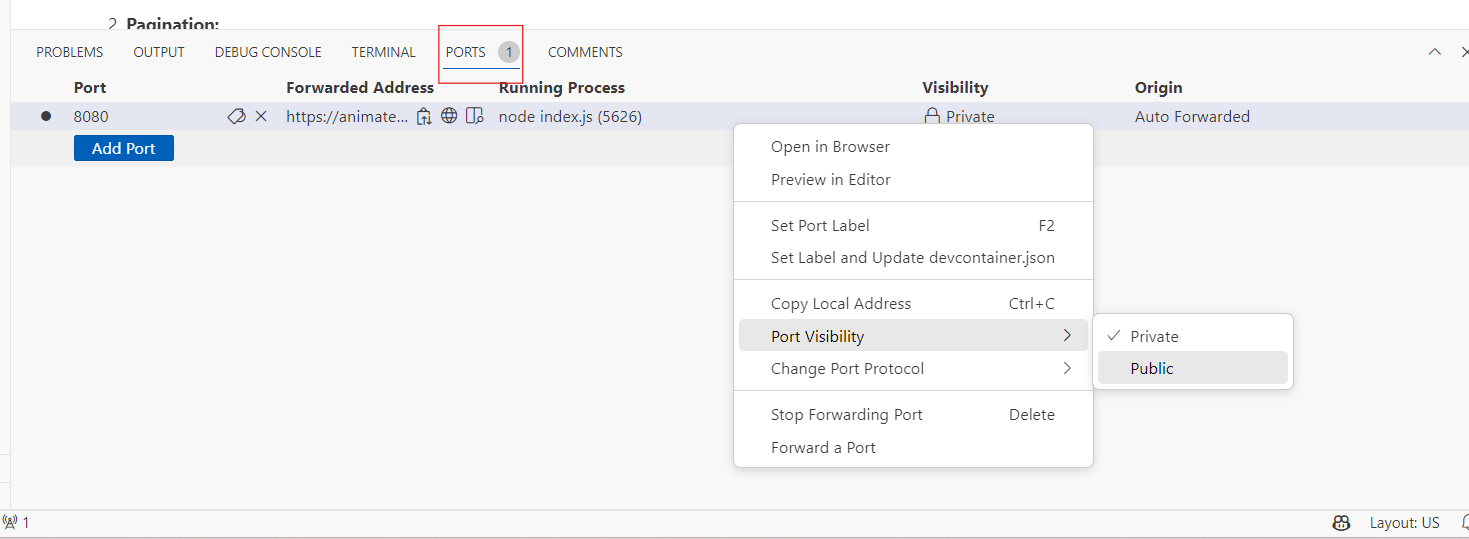 2. Pagination:
PROBLEMS OUTPUT DEBUG CONSOLE TERMINAL PORTS 1 COMMENTS
Port Forwarded Address Running Process Visibility Origin
8080 https://animate... node index.js (5626) Private Auto Forwarded
Add Port
Open in Browser
Preview in Editor
Set Port Label F2
Set Label and Update devcontainer.json
Copy Local Address Ctrl+C
Port Visibility
Private
Change Port Protocol
Public
Stop Forwarding Port Delete
Forward a Port
1 Layout: US